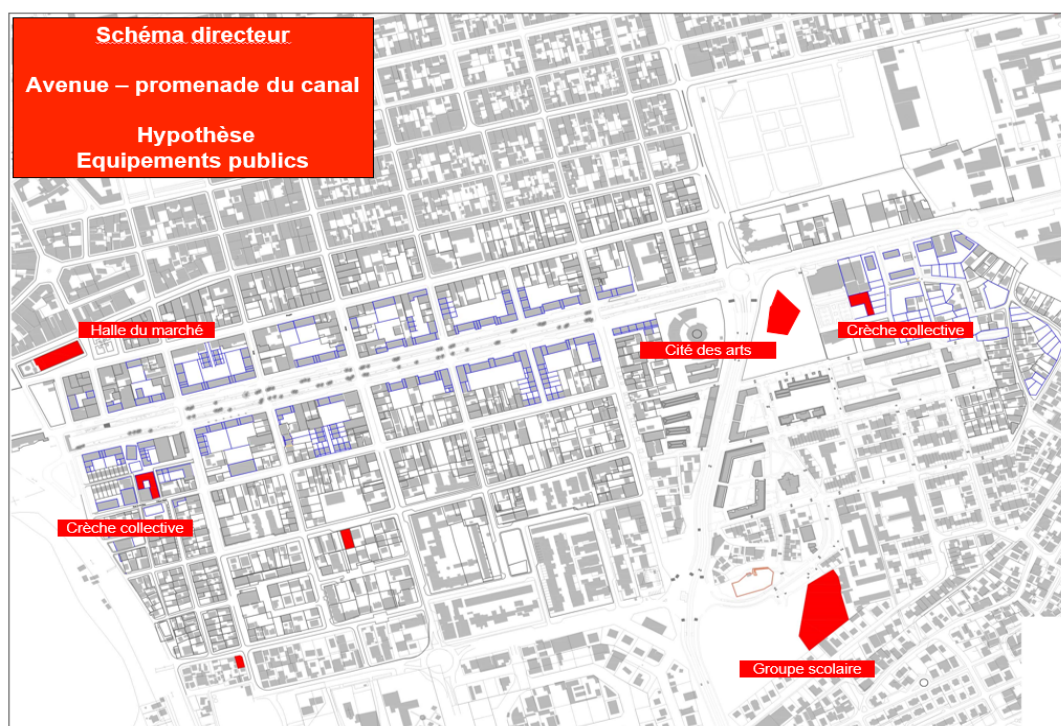 Schéma directeur
Avenue – promenade du canal
Hypothèse
Equipements publics
Halle du marché
Cité des arts
Crèche collective
Crèche collective
Groupe scolaire